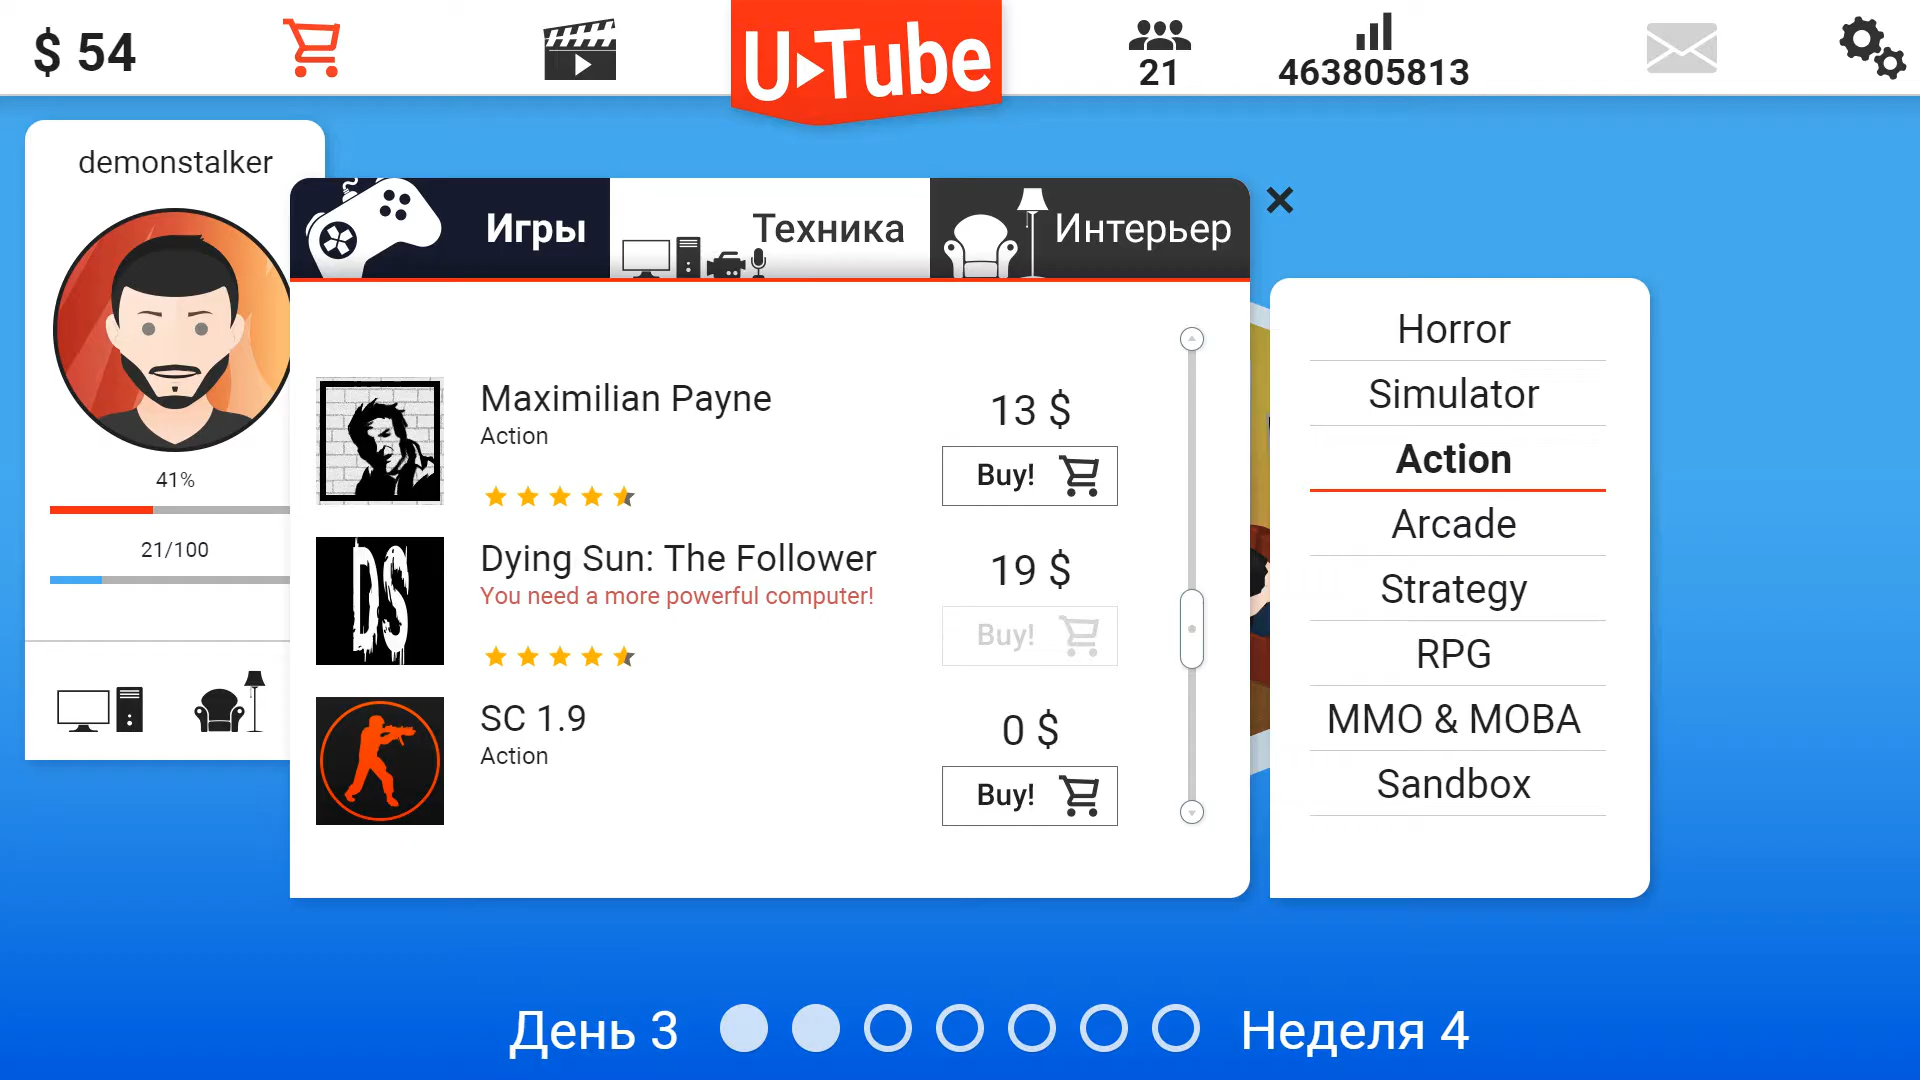 $ 54
U Tube
21
463805813
demonstalker
41%
21/100
Игры
Техника
Интерьер
Maximilian Payne
Action
13 $
Buy!
DS
Dying Sun: The Follower
You need a more powerful computer!
19 $
Buy!
SC 1.9
Action
0 $
Buy!
Horror
Simulator
Action
Arcade
Strategy
RPG
MMO & MOBA
Sandbox
День 3
Неделя 4